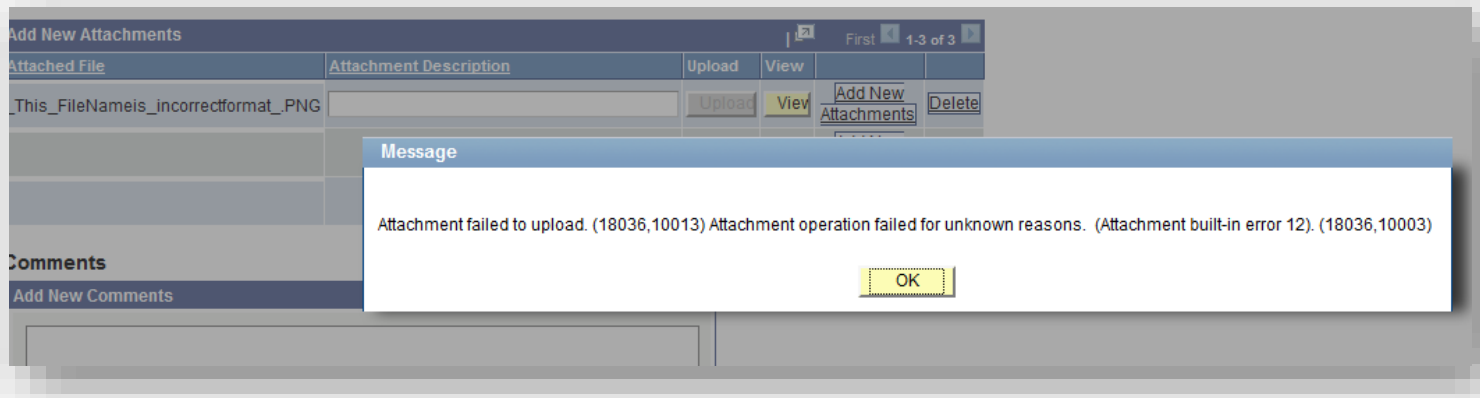 Add New Attachments
First 1-3 of 3
Attached File Attachment Description Upload View
_This_FileNameis_incorrectformat_.PNG Upload View Add New Attachments Delete
Message
Attachment failed to upload. (18036,10013) Attachment operation failed for unknown reasons. (Attachment built-in error 12). (18036,10003)
OK
Comments
Add New Comments